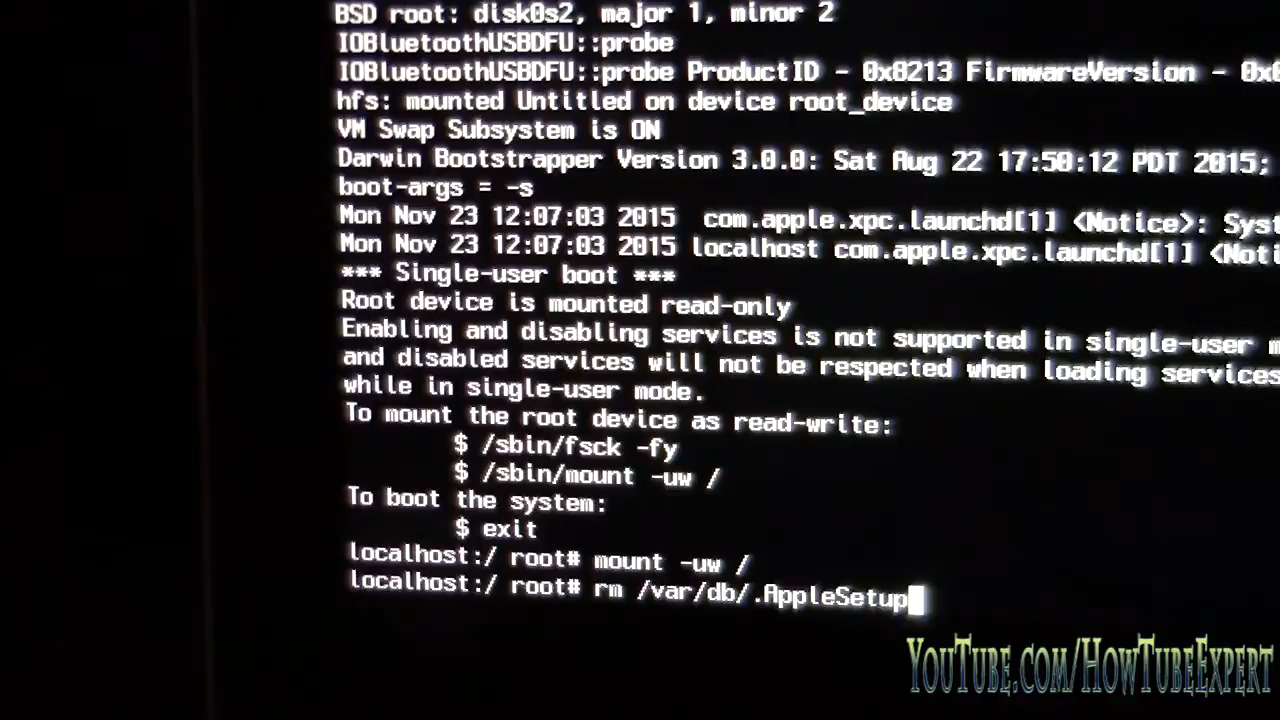 BSD root: disk0s2, major 1, minor 2
IOBluetoothUSBDFU::probe
IOBluetoothUSBDFU::probe ProductID - 0x8213 FirmwareVersion - 0x
hfs: mounted Untitled on device root_device
VM Swap Subsystem is ON
Darwin Bootstrapper Version 3.0.0: Sat Aug 22 17:50:12 PDT 2015;
boot-args = -s
Mon Nov 23 12:07:03 2015 com.apple.xpc.launchd[1] <Notice>: Syst
Mon Nov 23 12:07:03 2015 localhost com.apple.xpc.launchd[1] <Noti
*** Single-user boot ***
Root device is mounted read-only
Enabling and disabling services is not supported in single-user m
and disabled services will not be respected when loading services
while in single-user mode.
To mount the root device as read-write:
$ /sbin/fsck -fy
$ /sbin/mount -uw /
To boot the system:
$ exit
localhost:/ root# mount -uw /
localhost:/ root# rm /var/db/.AppleSetup
YouTube.com/HowTubeExpert